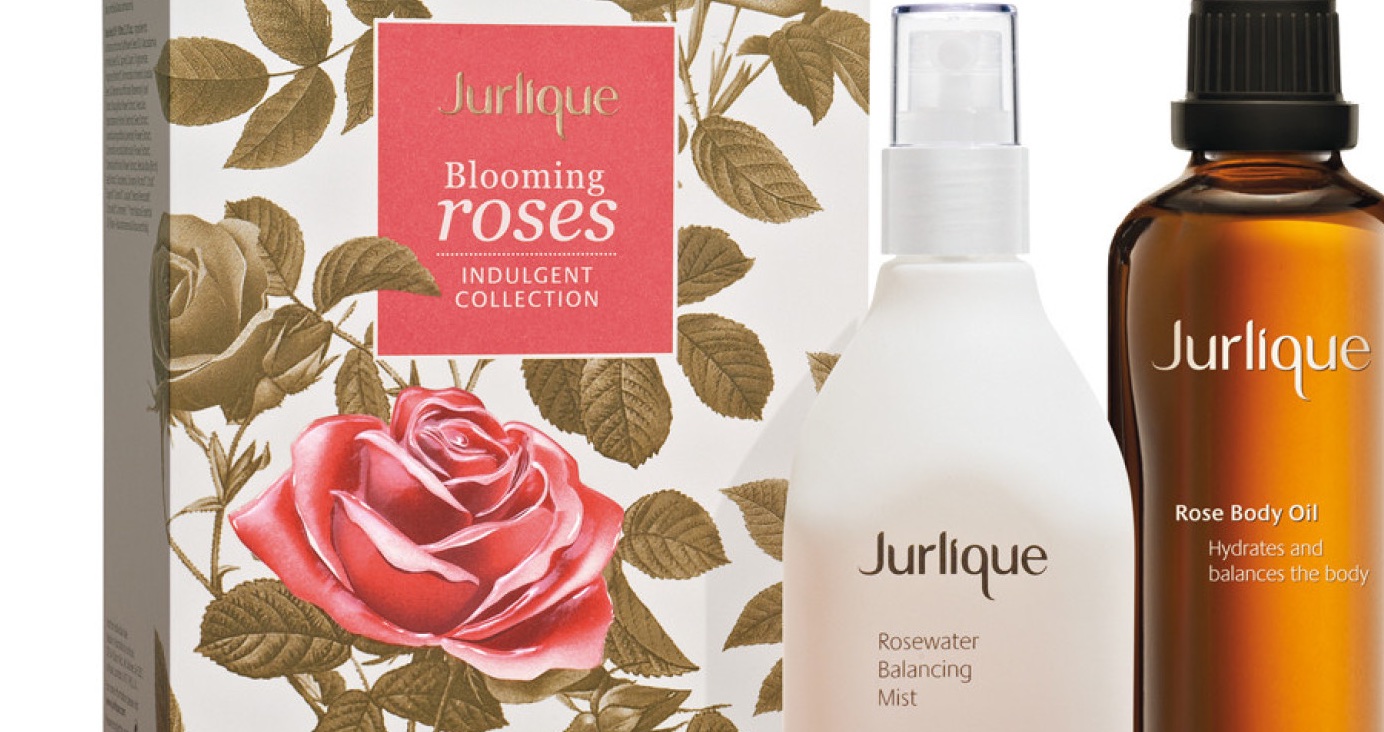 Jurlique
Blooming
roses
INDULGENT
COLLECTION
Jurlique
Rosewater
Balancing
Mist
Jurlique
Rose Body Oil
Hydrates and
balances the body